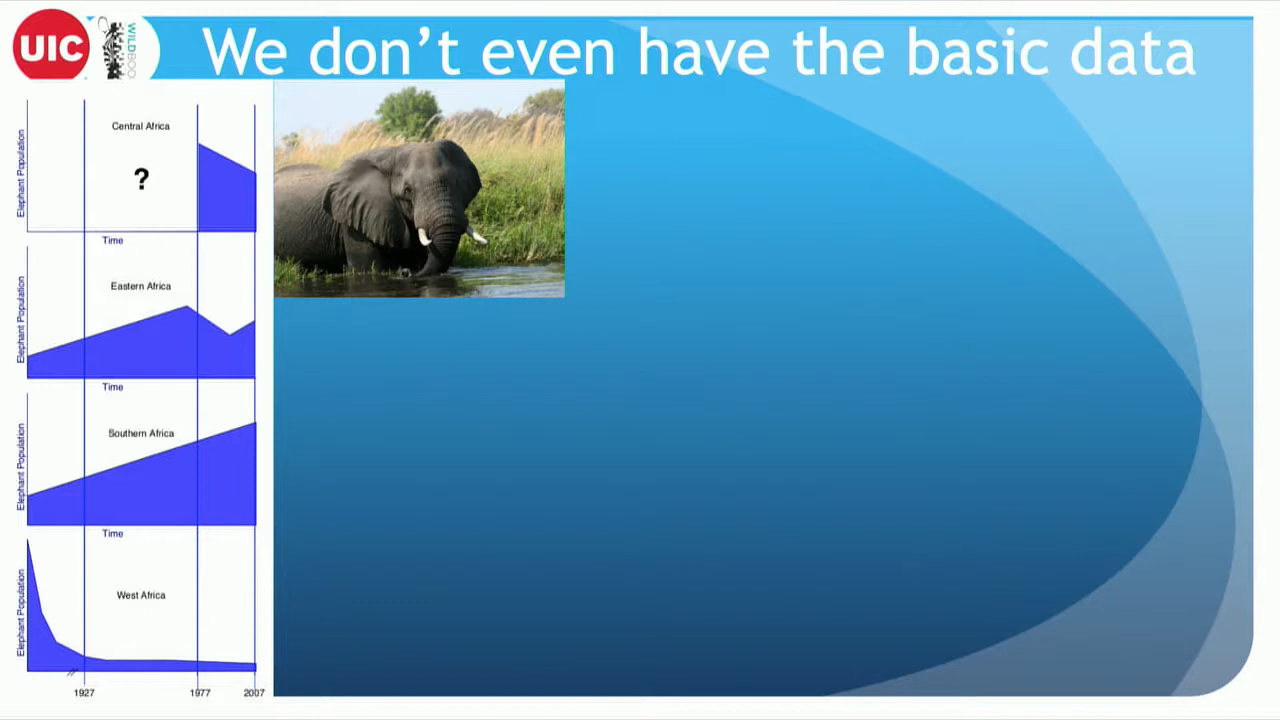 UIC
WILDBOOK
We don't even have the basic data
Central Africa
Elephant Population
?
Time
Eastern Africa
Elephant Population
Time
Southern Africa
Elephant Population
Time
West Africa
Elephant Population
1927 1977 2007